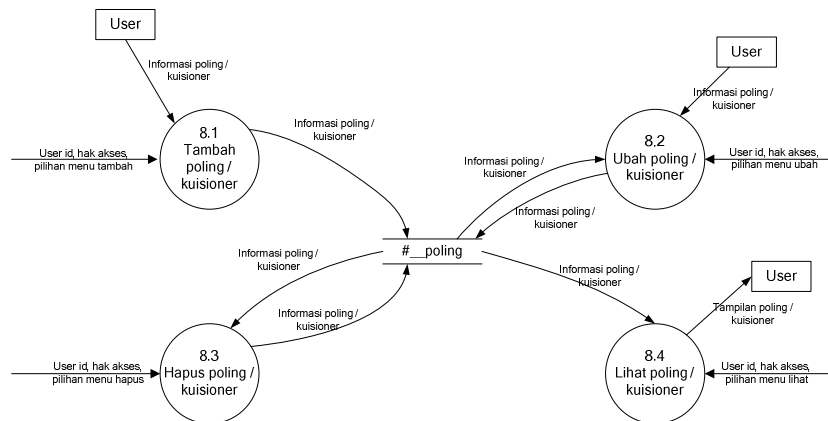 User
Informasi poling /
kuisioner
8.1
Tambah
poling /
kuisioner
User id, hak akses,
pilihan menu tambah
Informasi poling /
kuisioner
User
Informasi poling /
kuisioner
8.2
Ubah poling /
kuisioner
User id, hak akses,
pilihan menu ubah
Informasi poling /
kuisioner
Informasi poling /
kuisioner
#__poling
Informasi poling /
kuisioner
Informasi poling /
kuisioner
8.3
Hapus poling /
kuisioner
User id, hak akses,
pilihan menu hapus
Informasi poling /
kuisioner
User
Tampilan poling /
kuisioner
8.4
Lihat poling /
kuisioner
User id, hak akses,
pilihan menu lihat